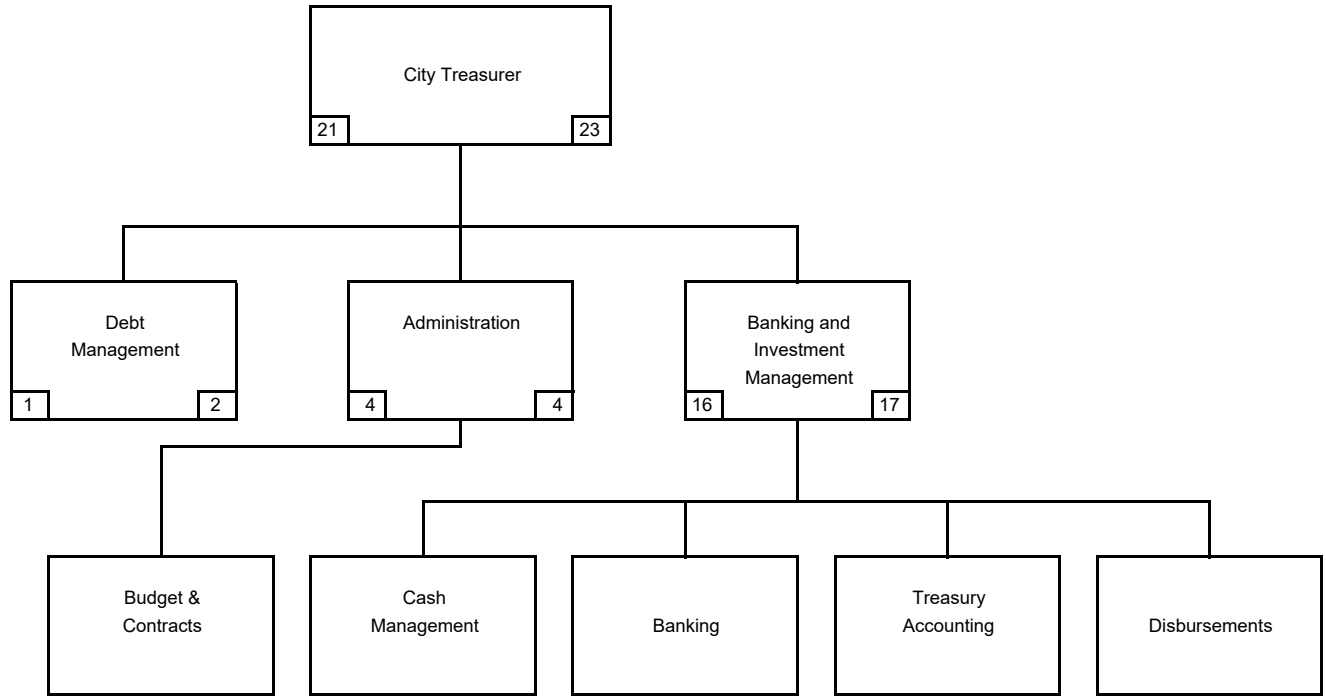 City Treasurer
21
23
Debt
Management
1
2
Administration
4
4
Banking and
Investment
Management
16
17
Budget &
Contracts
Cash
Management
Banking
Treasury
Accounting
Disbursements